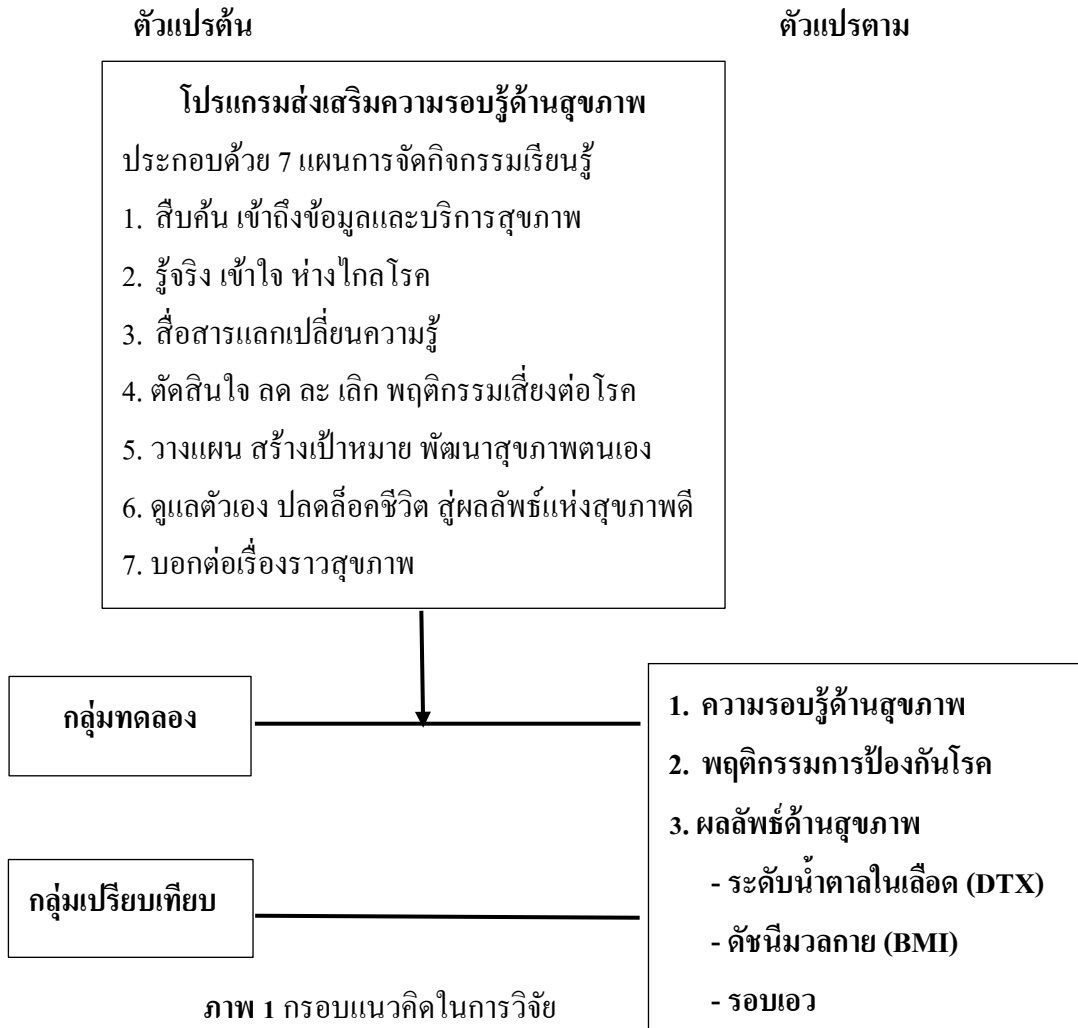 ตัวแปรต้น ตัวแปรตาม
โปรแกรมส่งเสริมความรอบรู้ด้านสุขภาพ
ประกอบด้วย 7 แผนการจัดกิจกรรมเรียนรู้
1. สืบค้น เข้าถึงข้อมูลและบริการสุขภาพ
2. รู้จริง เข้าใจ ห่างไกลโรค
3. สื่อสารแลกเปลี่ยนความรู้
4. ตัดสินใจ ลด ละ เลิก พฤติกรรมเสี่ยงต่อโรค
5. วางแผน สร้างเป้าหมาย พัฒนาสุขภาพตนเอง
6. ดูแลตัวเอง ปลดล็อคชีวิต สู่ผลลัพธ์แห่งสุขภาพดี
7. บอกต่อเรื่องราวสุขภาพ
กลุ่มทดลอง
กลุ่มเปรียบเทียบ
1. ความรอบรู้ด้านสุขภาพ
2. พฤติกรรมการป้องกันโรค
3. ผลลัพธ์ด้านสุขภาพ
- ระดับน้ำตาลในเลือด (DTX)
- ดัชนีมวลกาย (BMI)
- รอบเอว
ภาพ 1 กรอบแนวคิดในการวิจัย